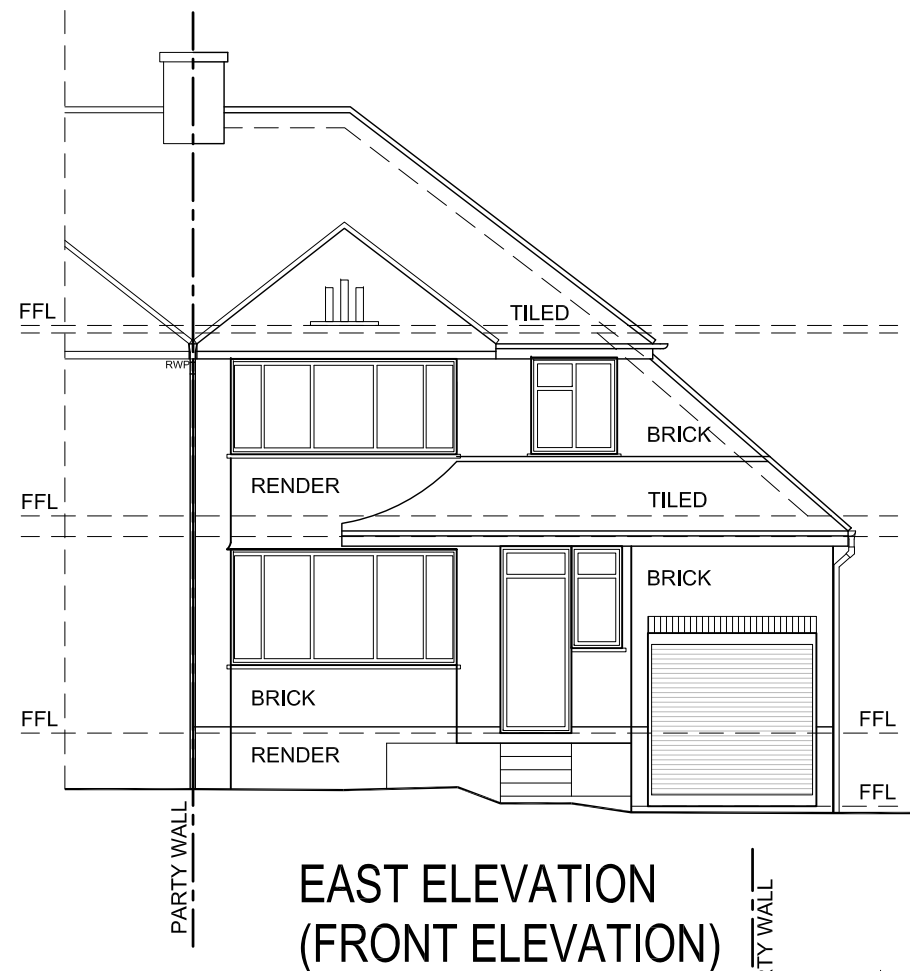 FFL
TILED
RWP
BRICK
RENDER
FFL
TILED
BRICK
BRICK
FFL
FFL
RENDER
FFL
PARTY WALL
EAST ELEVATION
(FRONT ELEVATION)
WALL